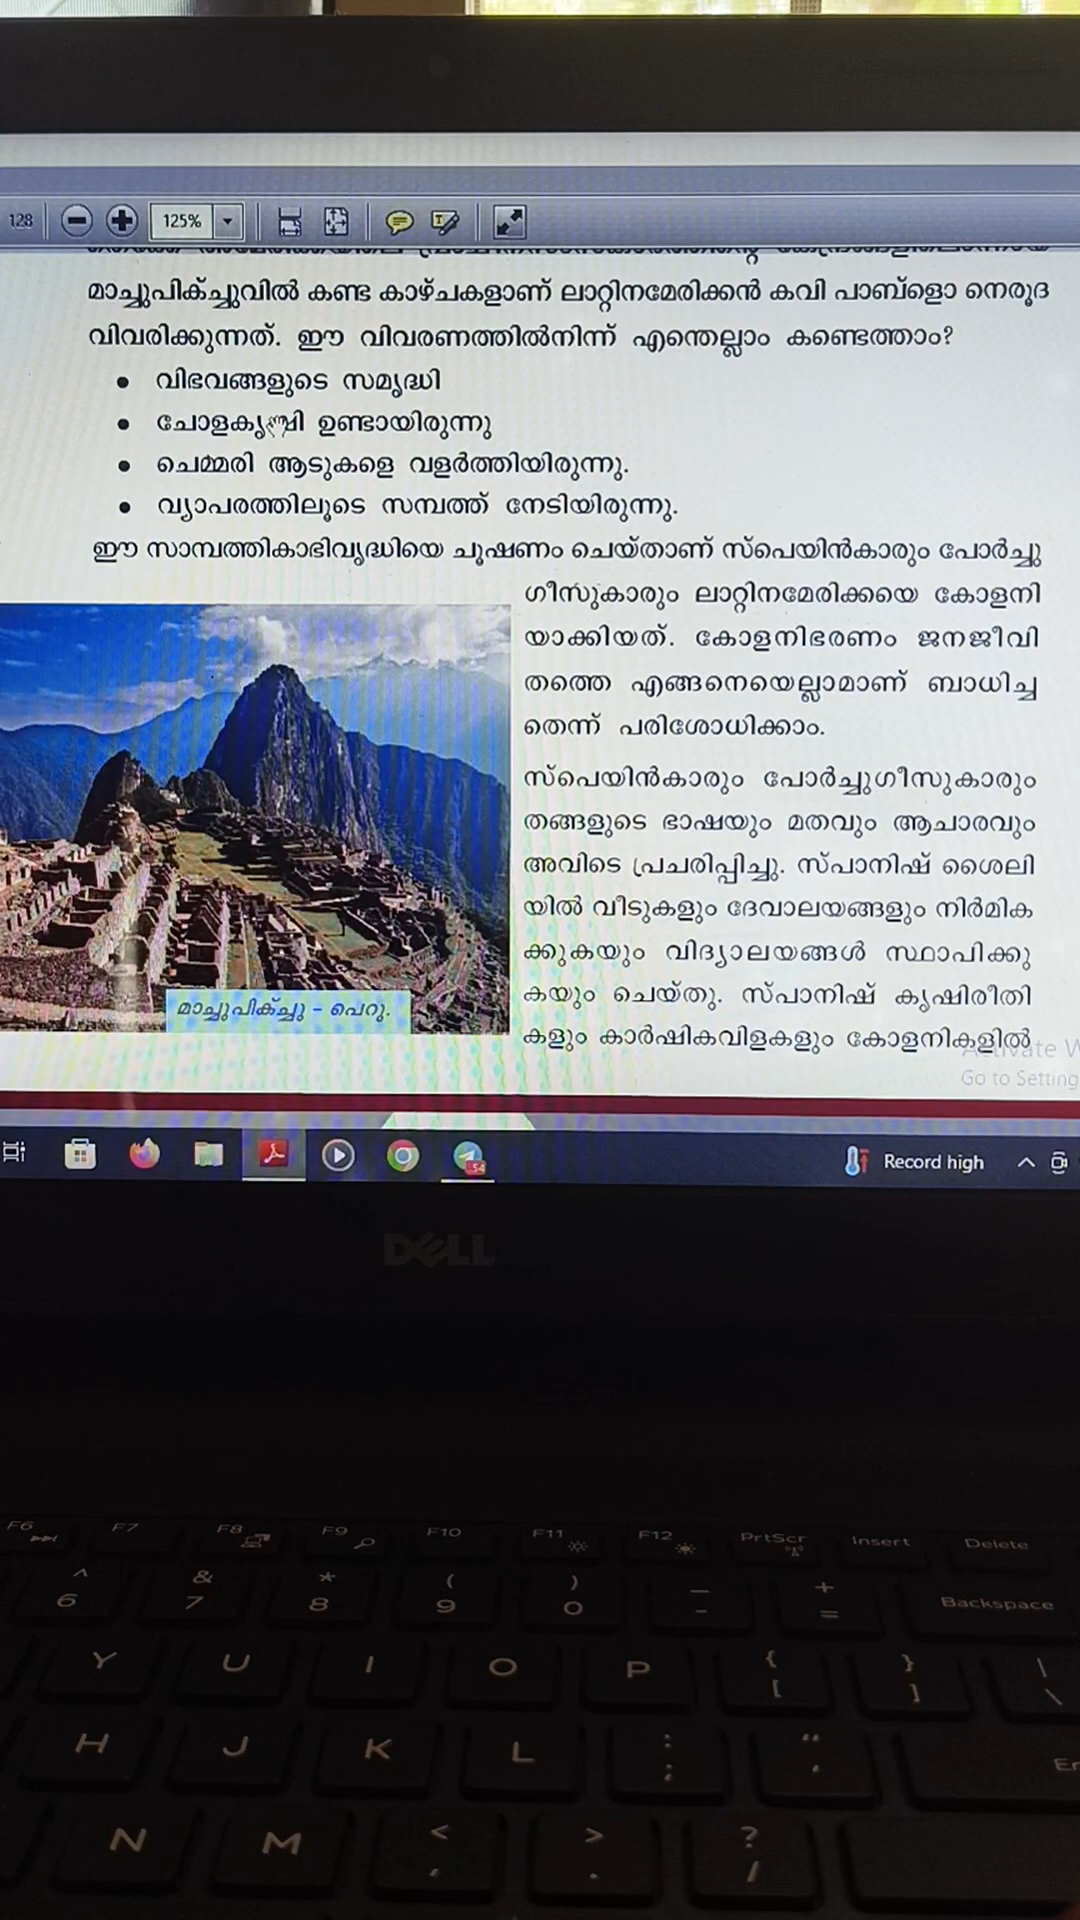 128
125%
മാച്ചുപിക്ച്ചുവിൽ കണ്ട കാഴ്ചകളാണ് ലാറ്റിനമേരിക്കൻ കവി പാബ്ളൊ നെരൂദ
വിവരിക്കുന്നത്. ഈ വിവരണത്തിൽനിന്ന് എന്തെല്ലാം കണ്ടെത്താം?
• വിഭവങ്ങളുടെ സമൃദ്ധി
• ചോളകൃഷി ഉണ്ടായിരുന്നു
• ചെമ്മരി ആടുകളെ വളർത്തിയിരുന്നു.
• വ്യാപരത്തിലൂടെ സമ്പത്ത് നേടിയിരുന്നു.
ഈ സാമ്പത്തികാഭിവൃദ്ധിയെ ചൂഷണം ചെയ്താണ് സ്പെയിൻകാരും പോർച്ചു
ഗീസുകാരും ലാറ്റിനമേരിക്കയെ കോളനി
യാക്കിയത്. കോളനിഭരണം ജനജീവി
തത്തെ എങ്ങനെയെല്ലാമാണ് ബാധിച്ച
തെന്ന് പരിശോധിക്കാം.
സ്പെയിൻകാരും പോർച്ചുഗീസുകാരും
തങ്ങളുടെ ഭാഷയും മതവും ആചാരവും
അവിടെ പ്രചരിപ്പിച്ചു. സ്പാനിഷ് ശൈലി
യിൽ വീടുകളും ദേവാലയങ്ങളും നിർമിക
ക്കുകയും വിദ്യാലയങ്ങൾ സ്ഥാപിക്കു
കയും ചെയ്തു. സ്പാനിഷ് കൃഷിരീതി
കളും കാർഷികവിളകളും കോളനികളിൽ
മാച്ചുപിക്ച്ചു - പെറു.
Activate W
Go to Setting
54
Record high
DELL
F6 F7 F8 F9 F10 F11 F12 PrtScr Insert Delete
^ & * ( ) _ +
6 7 8 9 0 - = Backspace
Y U I O P { [ } ] | \
H J K L : ; " ' En
N M < , > . ? /